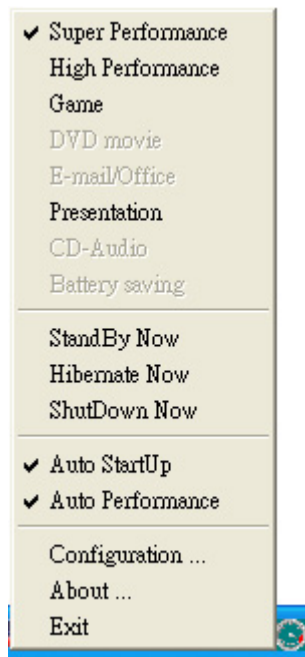 Super Performance
High Performance
Game
DVD movie
E-mail/Office
Presentation
CD-Audio
Battery saving
StandBy Now
Hibernate Now
ShutDown Now
Auto StartUp
Auto Performance
Configuration ...
About ...
Exit